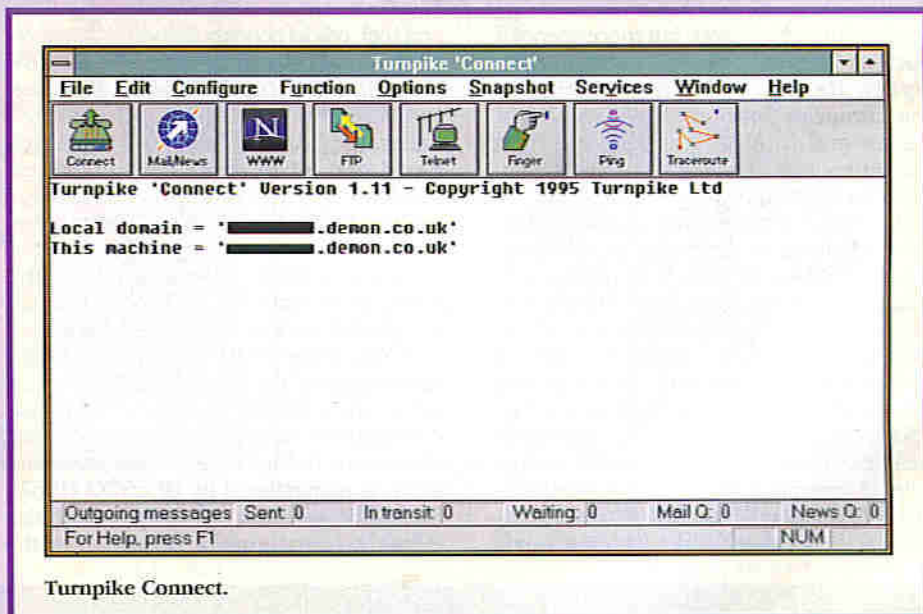 Turnpike 'Connect'
File Edit Configure Function Options Snapshot Services Window Help
Connect Mail/News WWW FTP Telnet Finger Ping Traceroute
Turnpike 'Connect' Version 1.11 - Copyright 1995 Turnpike Ltd
Local domain = '.demon.co.uk'
This machine = '.demon.co.uk'
Outgoing messages Sent: 0 In transit: 0 Waiting: 0 Mail Q: 0 News Q: 0
For Help, press F1 NUM
Turnpike Connect.